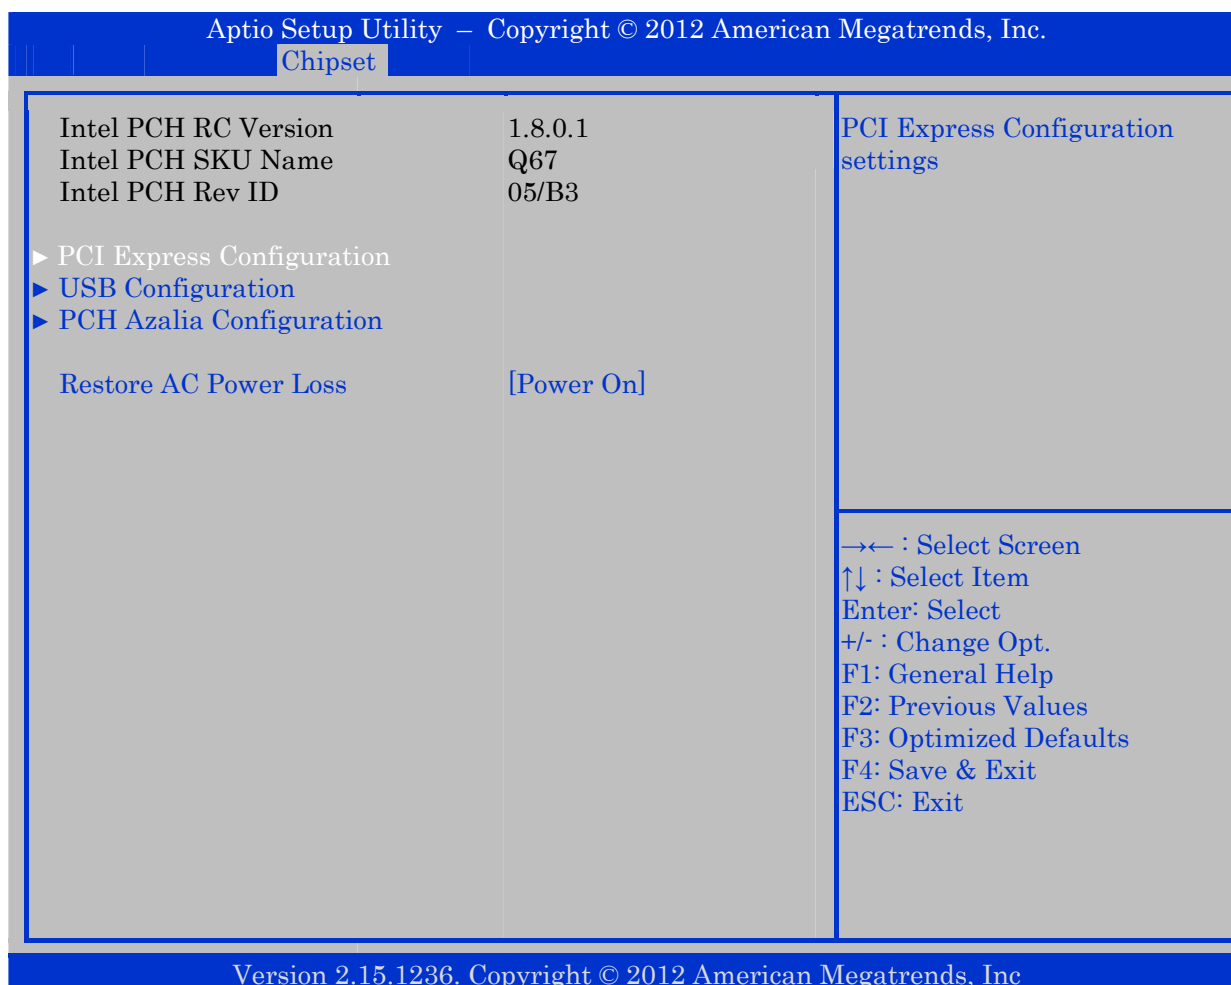 Aptio Setup Utility – Copyright © 2012 American Megatrends, Inc.
Chipset
Intel PCH RC Version 1.8.0.1
Intel PCH SKU Name Q67
Intel PCH Rev ID 05/B3
► PCI Express Configuration
► USB Configuration
► PCH Azalia Configuration
Restore AC Power Loss [Power On]
PCI Express Configuration
settings
→← : Select Screen
↑↓ : Select Item
Enter: Select
+/- : Change Opt.
F1: General Help
F2: Previous Values
F3: Optimized Defaults
F4: Save & Exit
ESC: Exit
Version 2.15.1236. Copyright © 2012 American Megatrends, Inc